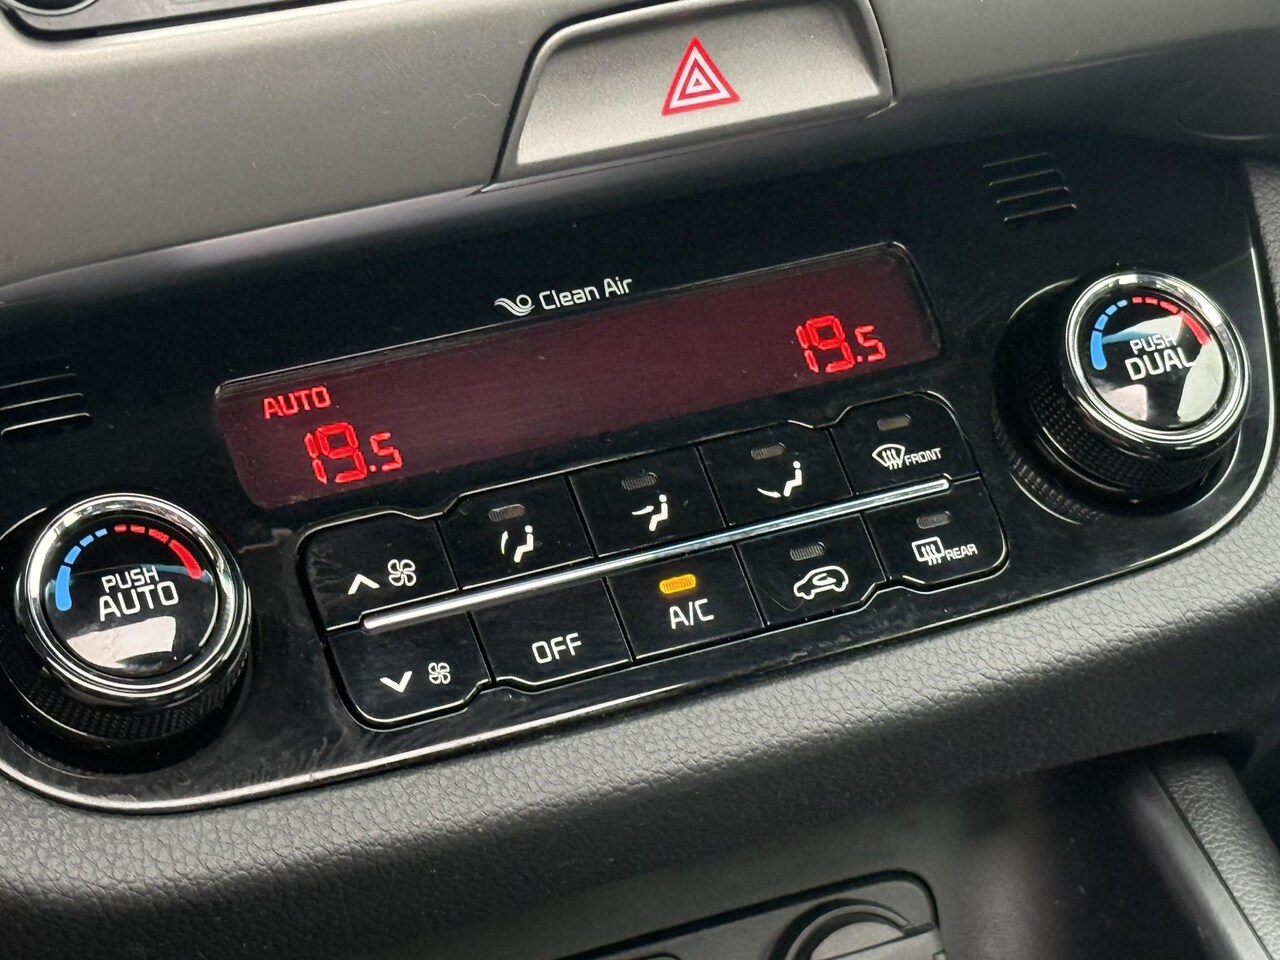 Clean Air
AUTO
19.5
19.5
PUSH
AUTO
PUSH
DUAL
FRONT
OFF
A/C
REAR